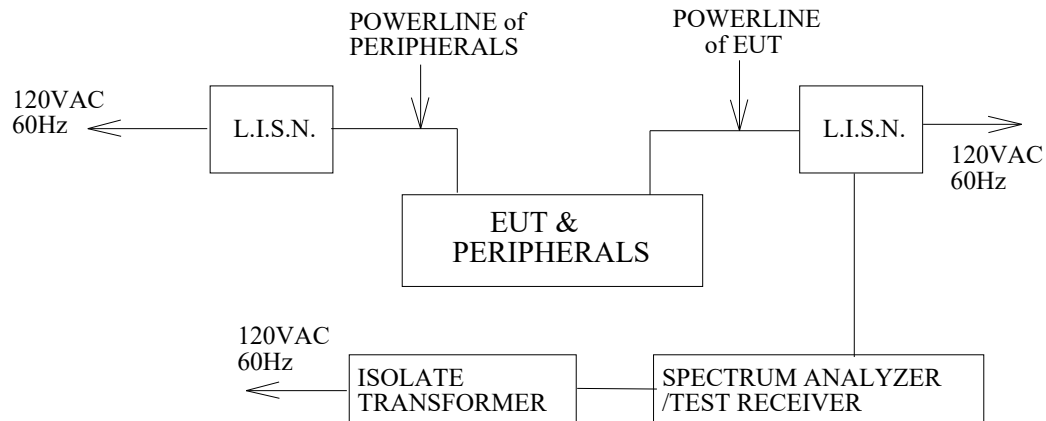 POWERLINE of
PERIPHERALS
POWERLINE
of EUT
120VAC
60Hz
L.I.S.N.
L.I.S.N.
120VAC
60Hz
EUT &
PERIPHERALS
120VAC
60Hz
ISOLATE
TRANSFORMER
SPECTRUM ANALYZER
/TEST RECEIVER